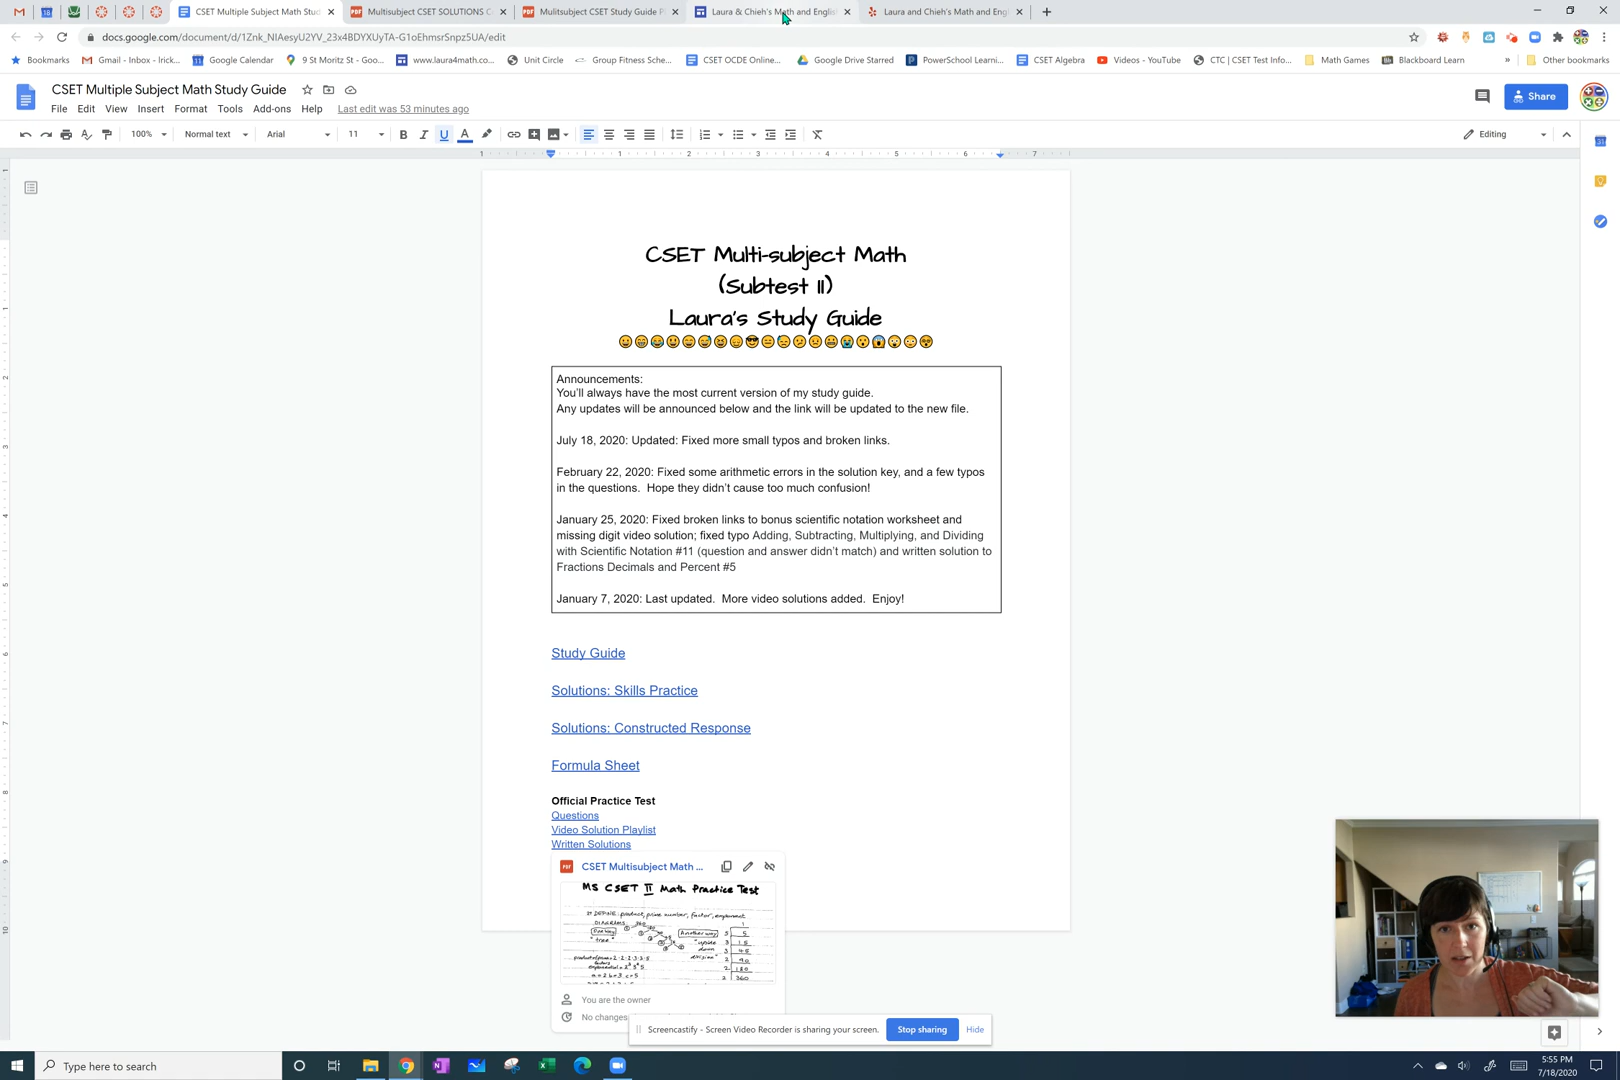 CSET Multiple Subject Math Stud
Multisubject CSET SOLUTIONS C
Mulitsubject CSET Study Guide P
Laura & Chieh's Math and Englis
Laura and Chieh's Math and Eng
docs.google.com/document/d/1Znk_NIAesyU2YV_23x4BDYXUyTA-G1oEhmsrSnpz5UA/edit
Bookmarks
Gmail - Inbox - lrick...
Google Calendar
9 St Moritz St - Goo...
www.laura4math.co...
Unit Circle
Group Fitness Sche...
CSET OCDE Online...
Google Drive Starred
PowerSchool Learni...
CSET Algebra
Videos - YouTube
CTC | CSET Test Info...
Math Games
Blackboard Learn
Other bookmarks
CSET Multiple Subject Math Study Guide
File Edit View Insert Format Tools Add-ons Help Last edit was 53 minutes ago
Share
100% Normal text Arial 11
Editing
CSET Multi-subject Math
(Subtest II)
Laura's Study Guide
Announcements:
You'll always have the most current version of my study guide.
Any updates will be announced below and the link will be updated to the new file.
July 18, 2020: Updated: Fixed more small typos and broken links.
February 22, 2020: Fixed some arithmetic errors in the solution key, and a few typos
in the questions. Hope they didn't cause too much confusion!
January 25, 2020: Fixed broken links to bonus scientific notation worksheet and
missing digit video solution; fixed typo Adding, Subtracting, Multiplying, and Dividing
with Scientific Notation #11 (question and answer didn't match) and written solution to
Fractions Decimals and Percent #5
January 7, 2020: Last updated. More video solutions added. Enjoy!
Study Guide
Solutions: Skills Practice
Solutions: Constructed Response
Formula Sheet
Official Practice Test
Questions
Video Solution Playlist
Written Solutions
CSET Multisubject Math ...
MS CSET II Math Practice Test
DEFINE: product, prime number, factor, exponent
You are the owner
No changes
Screencastify - Screen Video Recorder is sharing your screen.
Stop sharing
Hide
Type here to search
5:55 PM
7/18/2020